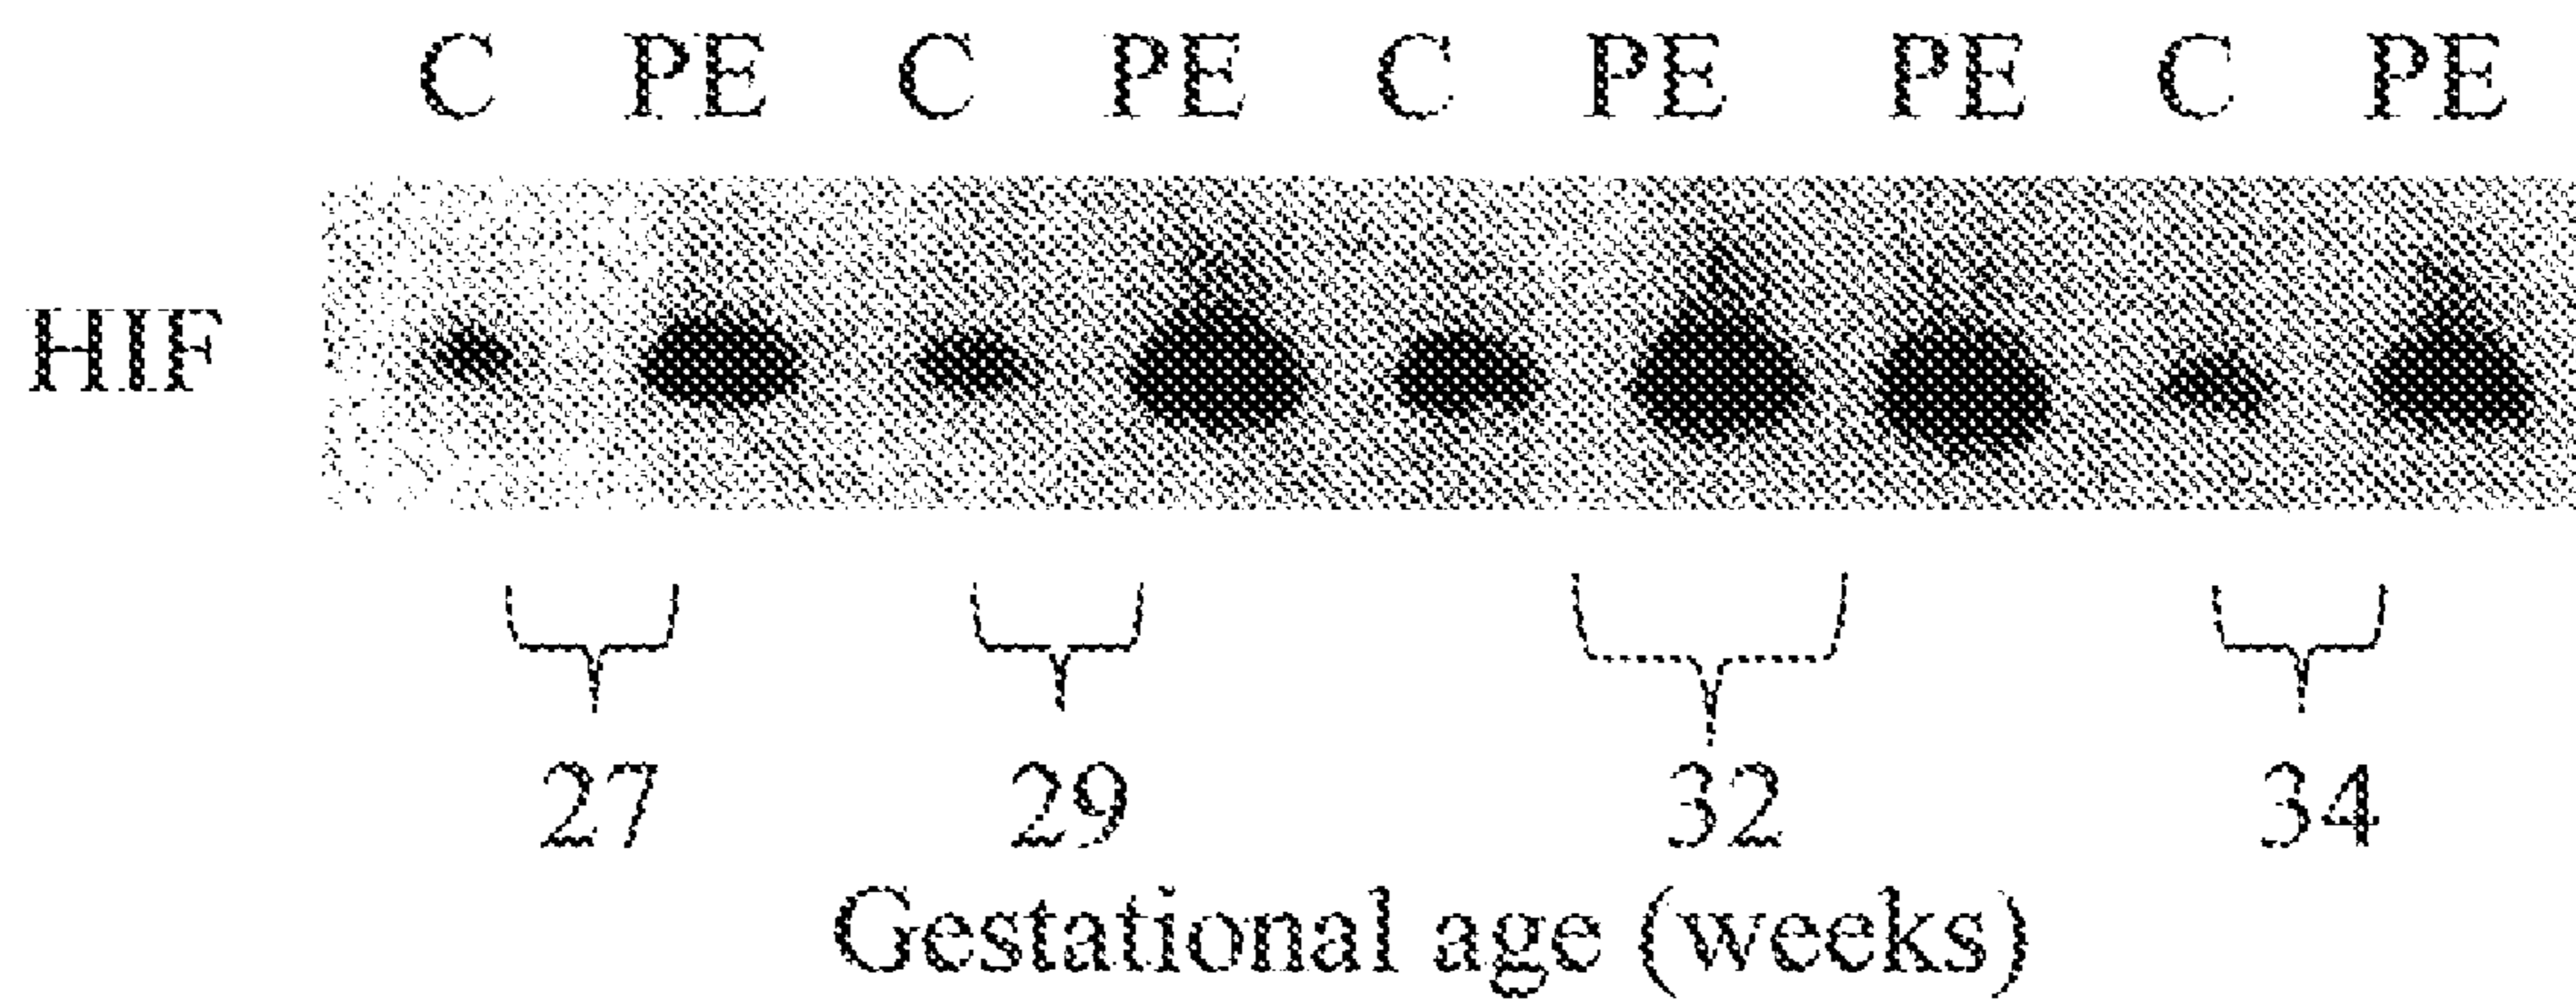 C PE C PE C PE PE C PE
HIF
27 29 32 34
Gestational age (weeks)